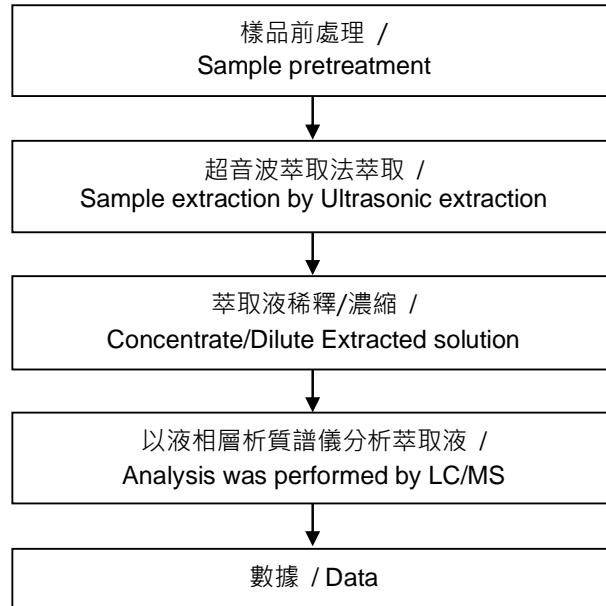 樣品前處理 /
Sample pretreatment
超音波萃取法萃取 /
Sample extraction by Ultrasonic extraction
萃取液稀釋/濃縮 /
Concentrate/Dilute Extracted solution
以液相層析質譜儀分析萃取液 /
Analysis was performed by LC/MS
數據 / Data